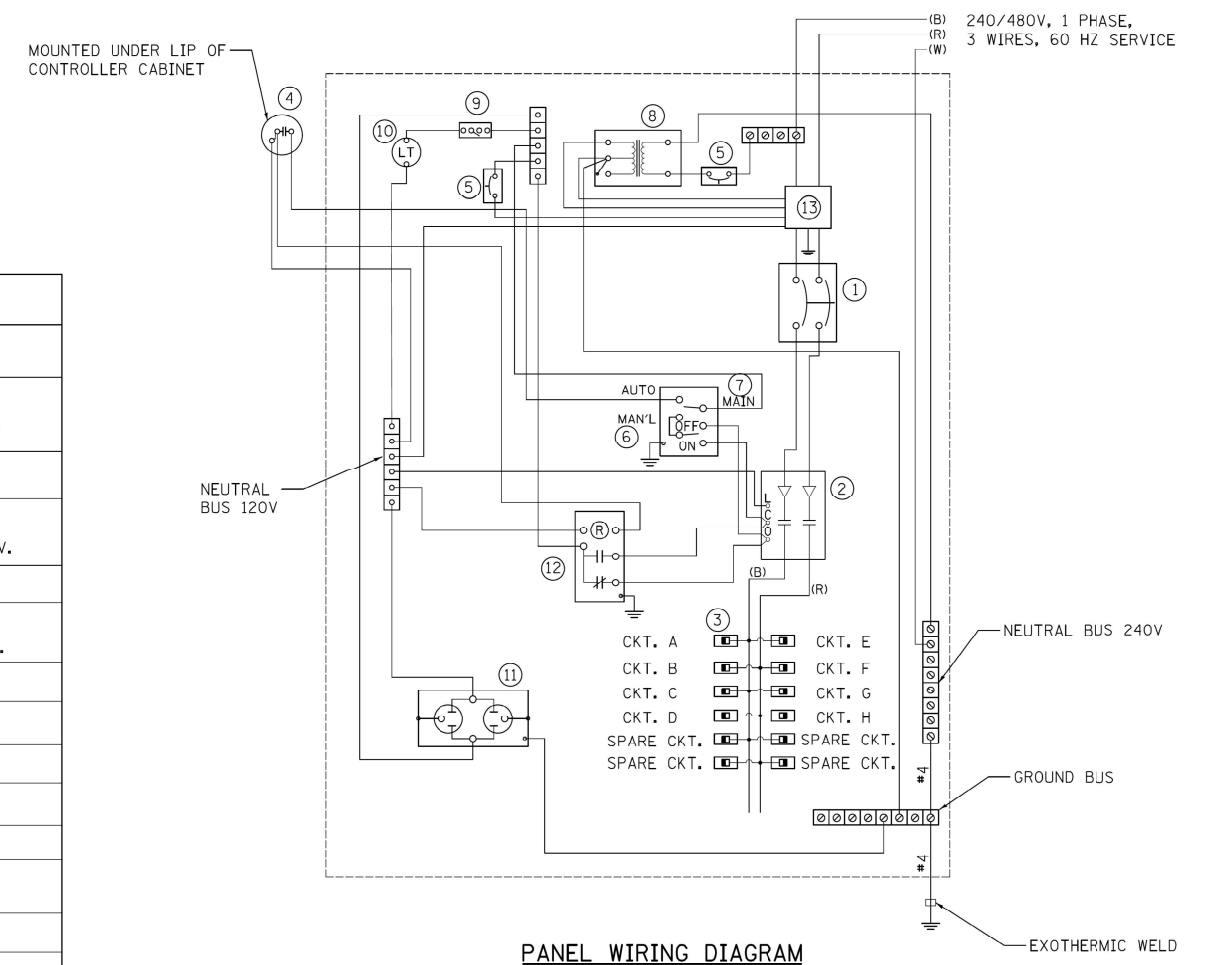 (B) 240/480V, 1 PHASE,
(R) 3 WIRES, 60 HZ SERVICE
(W)
MOUNTED UNDER LIP OF
CONTROLLER CABINET
4
9
10
LT
8
5
5
13
1
AUTO
7
MAIN
MAN'L
OFF
6
ON
NEUTRAL
BUS 120V
2
L
C
O
V.
R
12
(B)
(R)
3
CKT. A CKT. E
CKT. B CKT. F
CKT. C CKT. G
CKT. D CKT. H
SPARE CKT. SPARE CKT.
SPARE CKT. SPARE CKT.
NEUTRAL BUS 240V
11
#4
GROUND BUS
#4
EXOTHERMIC WELD
PANEL WIRING DIAGRAM